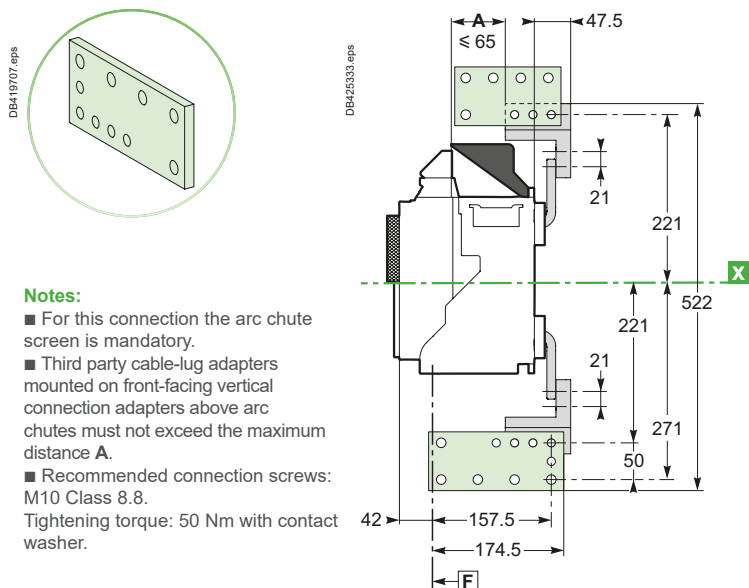 DB419707.eps
DB425333.eps
A
≤ 65
47.5
21
221
X
522
221
21
271
50
42
157.5
174.5
F
Notes:
■ For this connection the arc chute
screen is mandatory.
■ Third party cable-lug adapters
mounted on front-facing vertical
connection adapters above arc
chutes must not exceed the maximum
distance A.
■ Recommended connection screws:
M10 Class 8.8.
Tightening torque: 50 Nm with contact
washer.